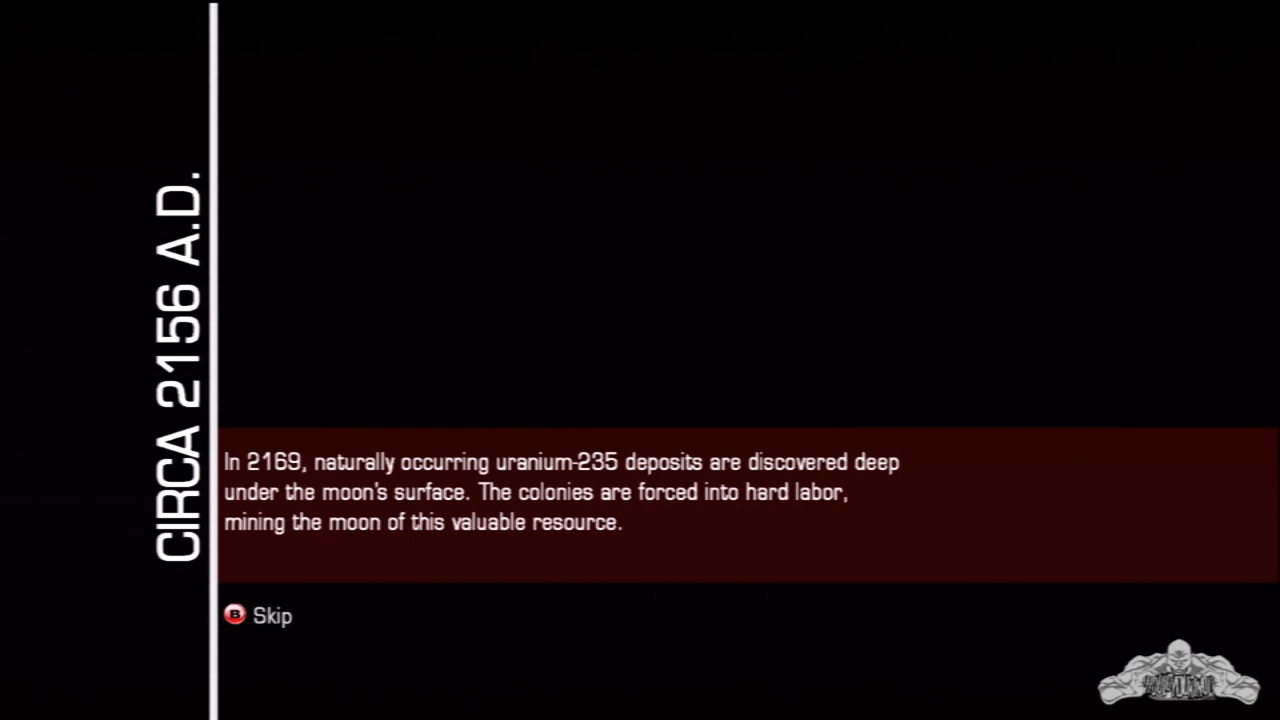 CIRCA 2156 A.D.
In 2169, naturally occurring uranium-235 deposits are discovered deep
under the moon's surface. The colonies are forced into hard labor,
mining the moon of this valuable resource.
B Skip